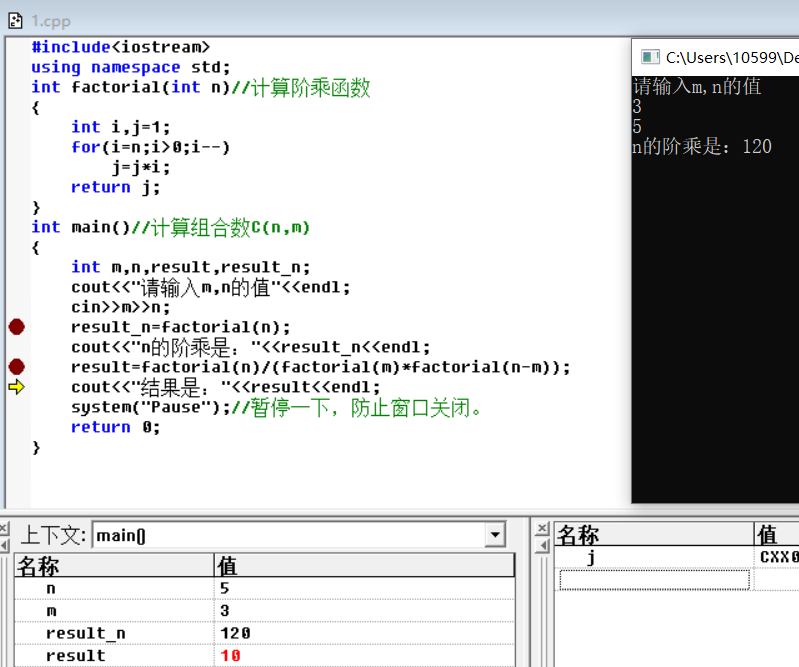 1.cpp
#include<iostream>
using namespace std;
int factorial(int n)//计算阶乘函数
{
int i,j=1;
for(i=n;i>0;i--)
j=j*i;
return j;
}
int main()//计算组合数C(n,m)
{
int m,n,result,result_n;
cout<<"请输入m,n的值"<<endl;
cin>>m>>n;
result_n=factorial(n);
cout<<"n的阶乘是："<<result_n<<endl;
result=factorial(n)/(factorial(m)*factorial(n-m));
cout<<"结果是："<<result<<endl;
system("Pause");//暂停一下，防止窗口关闭。
return 0;
}
C:\Users\10599\De
请输入m,n的值
3
5
n的阶乘是：120
上下文: main()
名称 值
n 5
m 3
result_n 120
result 10
名称 值
j CXX0